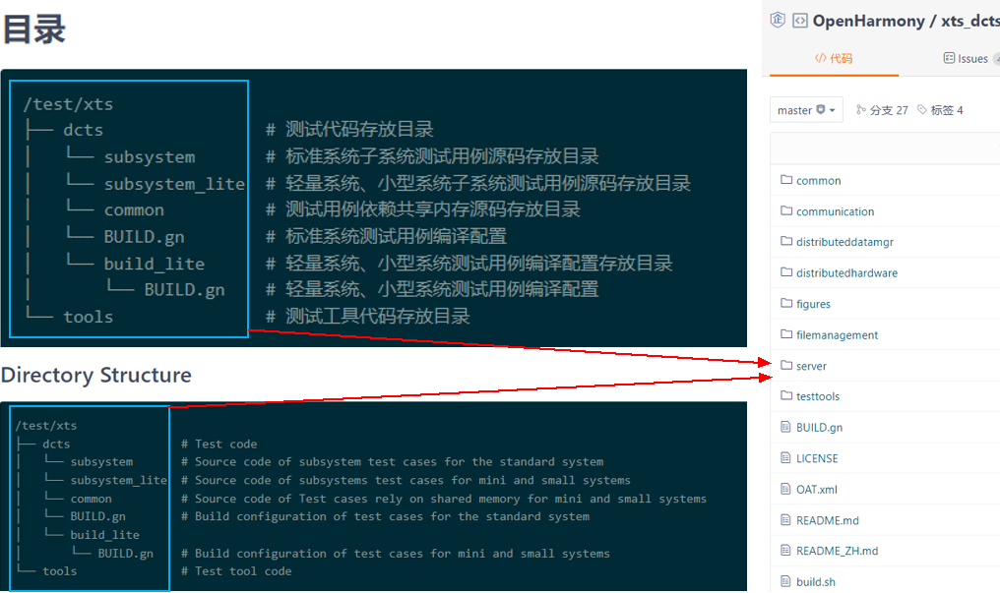 目录
/test/xts
├── dcts # 测试代码存放目录
│   └── subsystem # 标准系统子系统测试用例源码存放目录
│   └── subsystem_lite # 轻量系统、小型系统子系统测试用例源码存放目录
│   └── common # 测试用例依赖共享内存源码存放目录
│   └── BUILD.gn # 标准系统测试用例编译配置
│   └── build_lite # 轻量系统、小型系统测试用例编译配置存放目录
│       └── BUILD.gn # 轻量系统、小型系统测试用例编译配置
└── tools # 测试工具代码存放目录
Directory Structure
/test/xts
├── dcts # Test code
│   └── subsystem # Source code of subsystem test cases for the standard system
│   └── subsystem_lite # Source code of subsystems test cases for mini and small systems
│   └── common # Source code of Test cases rely on shared memory for mini and small systems
│   └── BUILD.gn # Build configuration of test cases for the standard system
│   └── build_lite
│       └── BUILD.gn # Build configuration of test cases for mini and small systems
└── tools # Test tool code
企 OpenHarmony / xts_dcts
代码 Issues
master 分支 27 标签 4
common
communication
distributeddatamgr
distributedhardware
figures
filemanagement
server
testtools
BUILD.gn
LICENSE
OAT.xml
README.md
README_ZH.md
build.sh